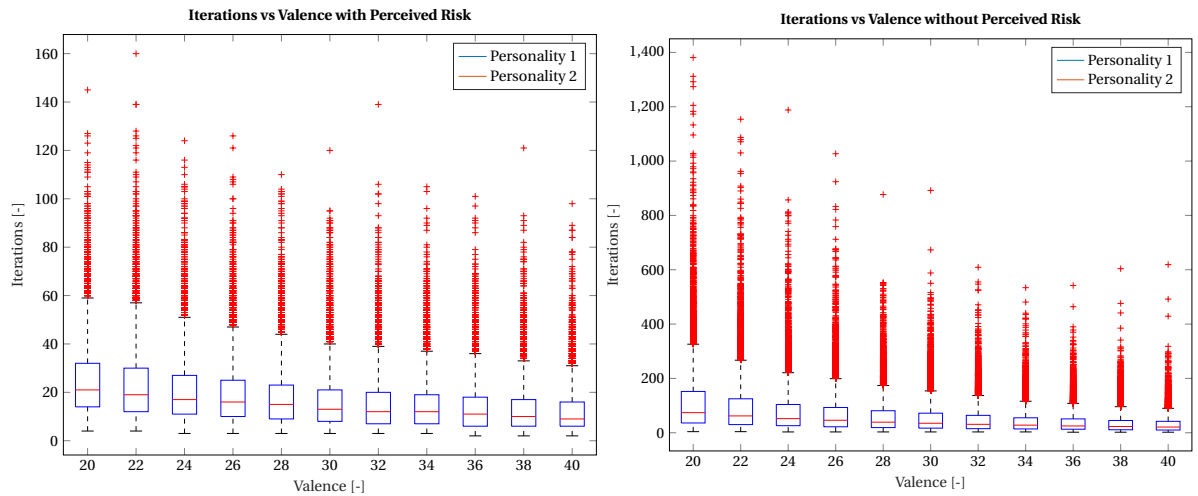 Iterations vs Valence with Perceived Risk
Iterations [-]
160
140
120
100
80
60
40
20
0
Personality 1
Personality 2
20 22 24 26 28 30 32 34 36 38 40
Valence [-]
Iterations vs Valence without Perceived Risk
Iterations [-]
1,400
1,200
1,000
800
600
400
200
0
Personality 1
Personality 2
20 22 24 26 28 30 32 34 36 38 40
Valence [-]